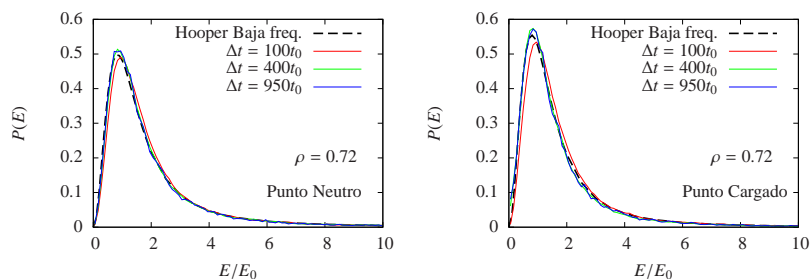 Hooper Baja freq.
Δt = 100t₀
Δt = 400t₀
Δt = 950t₀
P(E)
0.6
0.5
0.4
0.3
0.2
0.1
0
ρ = 0.72
Punto Neutro
0 2 4 6 8 10
E/E₀
Hooper Baja freq.
Δt = 100t₀
Δt = 400t₀
Δt = 950t₀
P(E)
0.6
0.5
0.4
0.3
0.2
0.1
0
ρ = 0.72
Punto Cargado
0 2 4 6 8 10
E/E₀